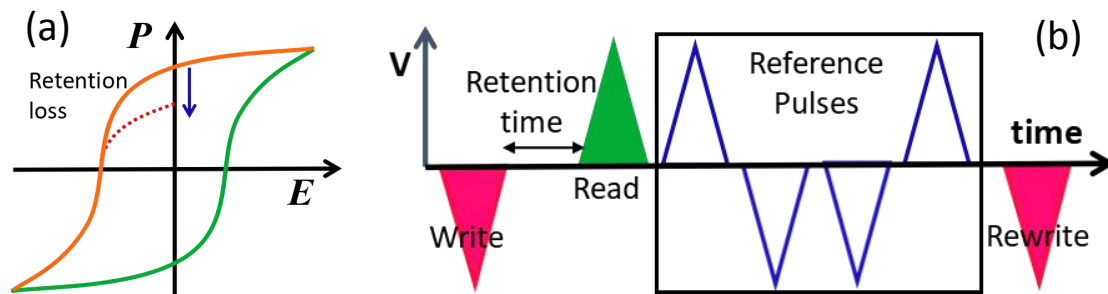 (a)
P
Retention
loss
E
(b)
V
Reference
Pulses
Retention
time
time
Read
Write
Rewrite